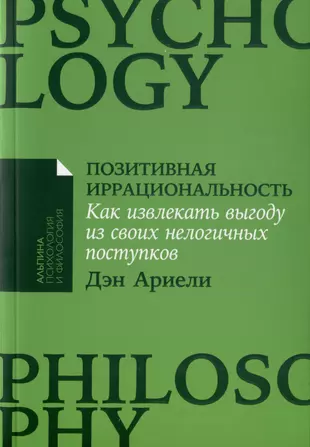 PSYCHO
LOGY
ПОЗИТИВНАЯ
ИРРАЦИОНАЛЬНОСТЬ
Как извлекать выгоду
из своих нелогичных
поступков
Дэн Ариели
АЛЬПИНА
ПСИХОЛОГИЯ
И ФИЛОСОФИЯ
PHILOSO
PHY